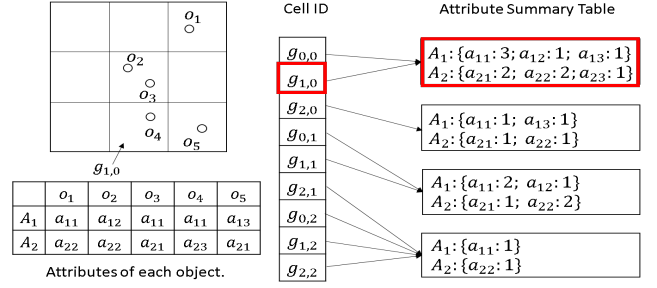 Cell ID
Attribute Summary Table
o₁
o₂
o₃
o₄
o₅
g₁,₀
o₁ o₂ o₃ o₄ o₅
A₁ a₁₁ a₁₂ a₁₁ a₁₁ a₁₃
A₂ a₂₂ a₂₂ a₂₁ a₂₃ a₂₁
Attributes of each object.
g₀,₀
g₁,₀
g₂,₀
g₀,₁
g₁,₁
g₂,₁
g₀,₂
g₁,₂
g₂,₂
A₁:{a₁₁: 3; a₁₂: 1; a₁₃: 1}
A₂:{a₂₁: 2; a₂₂: 2; a₂₃: 1}
A₁:{a₁₁: 1; a₁₃: 1}
A₂:{a₂₁: 1; a₂₂: 1}
A₁:{a₁₁: 2; a₁₂: 1}
A₂:{a₂₁: 1; a₂₂: 2}
A₁:{a₁₁: 1}
A₂:{a₂₂: 1}